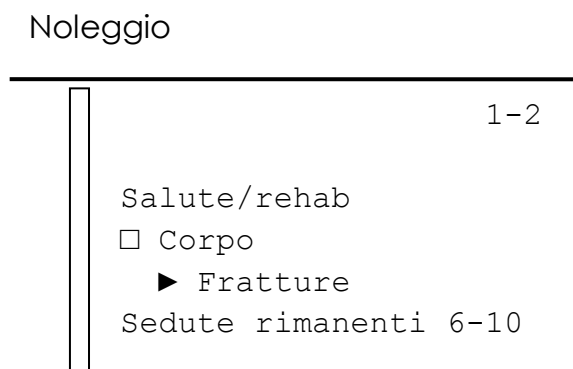 Noleggio
1-2
Salute/rehab
□ Corpo
► Fratture
Sedute rimanenti 6-10